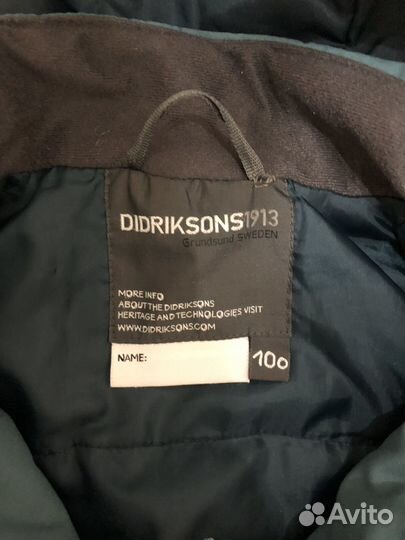 DIDRIKSONS1913
Grundsund SWEDEN
MORE INFO
ABOUT THE DIDRIKSONS
HERITAGE AND TECHNOLOGIES VISIT
WWW.DIDRIKSONS.COM
NAME:
100
Avito